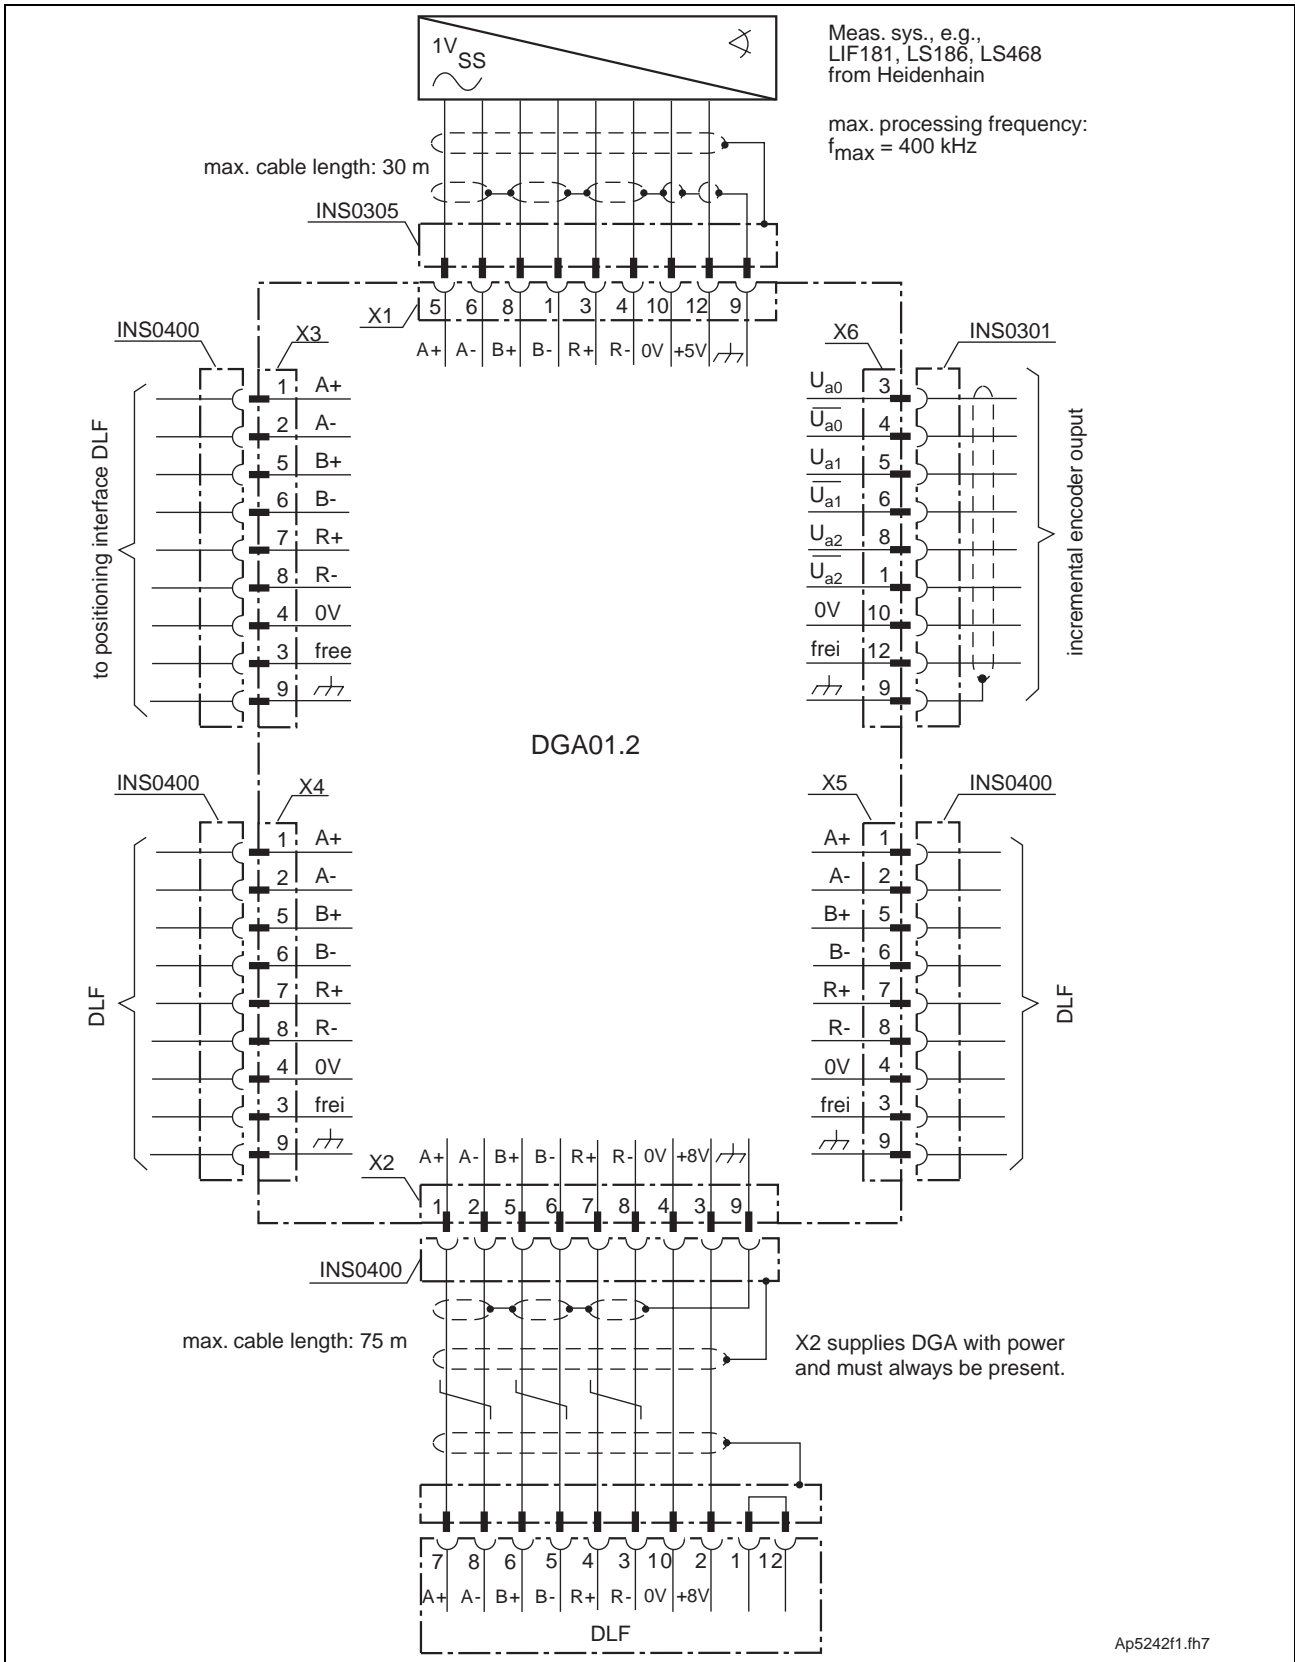 1V SS
Meas. sys., e.g.,
LIF181, LS186, LS468
from Heidenhain
max. processing frequency:
fmax = 400 kHz
max. cable length: 30 m
INS0305
X1
5 6 8 1 3 4 10 12 9
A+ A- B+ B- R+ R- 0V +5V
INS0400
X3
to positioning interface DLF
1 A+
2 A-
5 B+
6 B-
7 R+
8 R-
4 0V
3 free
9
X6
INS0301
Ua0 3
U̅a0 4
Ua1 5
U̅a1 6
Ua2 8
U̅a2 1
0V 10
frei 12
9
incremental encoder ouput
DGA01.2
INS0400
X4
DLF
1 A+
2 A-
5 B+
6 B-
7 R+
8 R-
4 0V
3 frei
9
X5
INS0400
A+ 1
A- 2
B+ 5
B- 6
R+ 7
R- 8
0V 4
frei 3
9
DLF
A+ A- B+ B- R+ R- 0V +8V
X2
1 2 5 6 7 8 4 3 9
INS0400
max. cable length: 75 m
X2 supplies DGA with power
and must always be present.
7 8 6 5 4 3 10 2 1 12
A+ A- B+ B- R+ R- 0V +8V
DLF
Ap5242f1.fh7